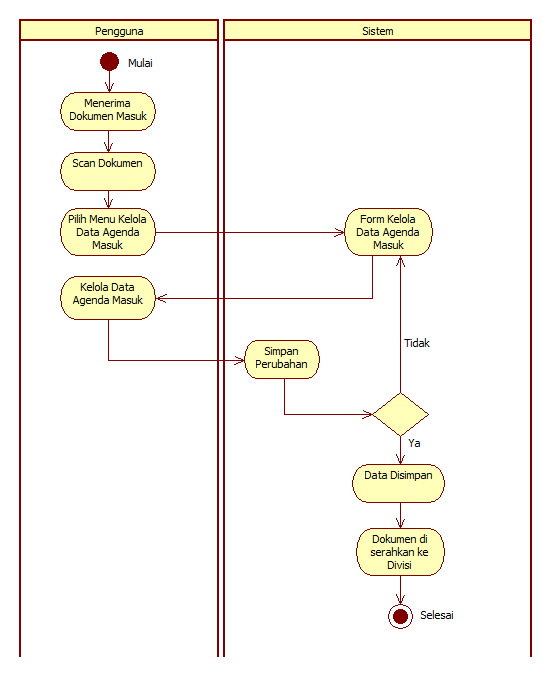 Pengguna
Sistem
Mulai
Menerima
Dokumen Masuk
Scan Dokumen
Pilih Menu Kelola
Data Agenda
Masuk
Form Kelola
Data Agenda
Masuk
Kelola Data
Agenda Masuk
Simpan
Perubahan
Tidak
Ya
Data Disimpan
Dokumen di
serahkan ke
Divisi
Selesai